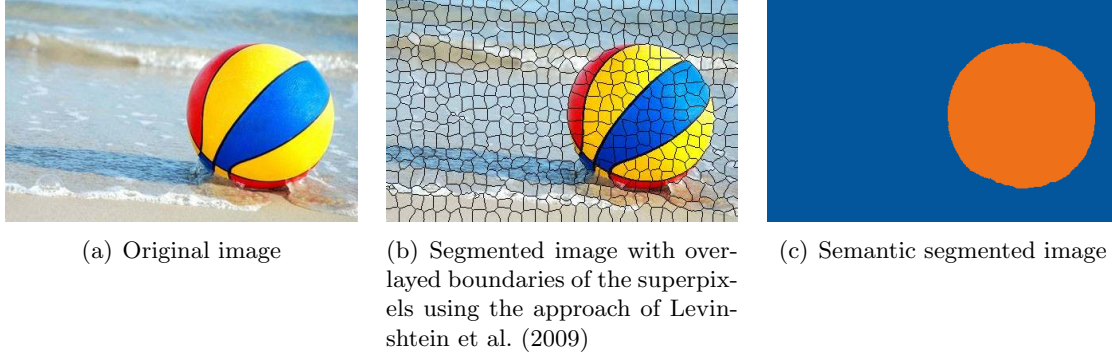 (a) Original image
(b) Segmented image with over-
layed boundaries of the superpix-
els using the approach of Levin-
shtein et al. (2009)
(c) Semantic segmented image